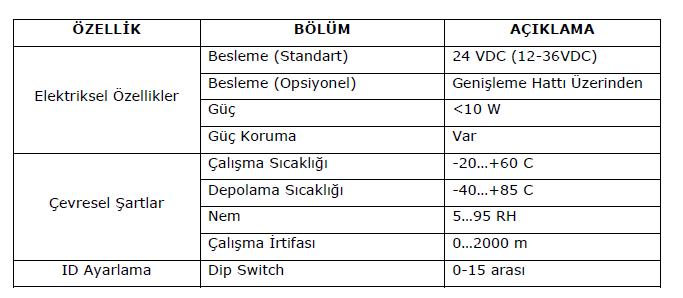 ÖZELLİK BÖLÜM AÇIKLAMA
Elektriksel Özellikler Besleme (Standart) 24 VDC (12-36VDC)
Besleme (Opsiyonel) Genişleme Hattı Üzerinden
Güç <10 W
Güç Koruma Var
Çevresel Şartlar Çalışma Sıcaklığı -20…+60 C
Depolama Sıcaklığı -40…+85 C
Nem 5…95 RH
Çalışma İrtifası 0…2000 m
ID Ayarlama Dip Switch 0-15 arası